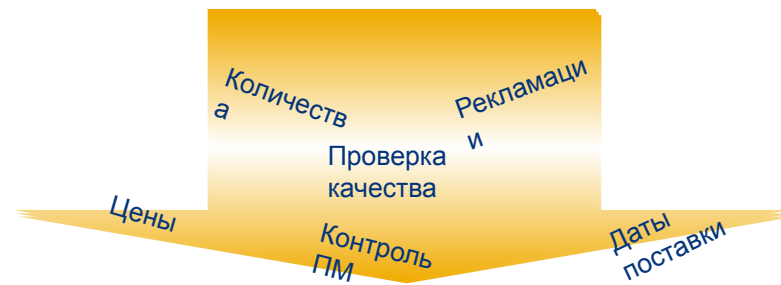 Количеств
а
Рекламаци
и
Проверка
качества
Цены
Контроль
ПМ
Даты
поставки